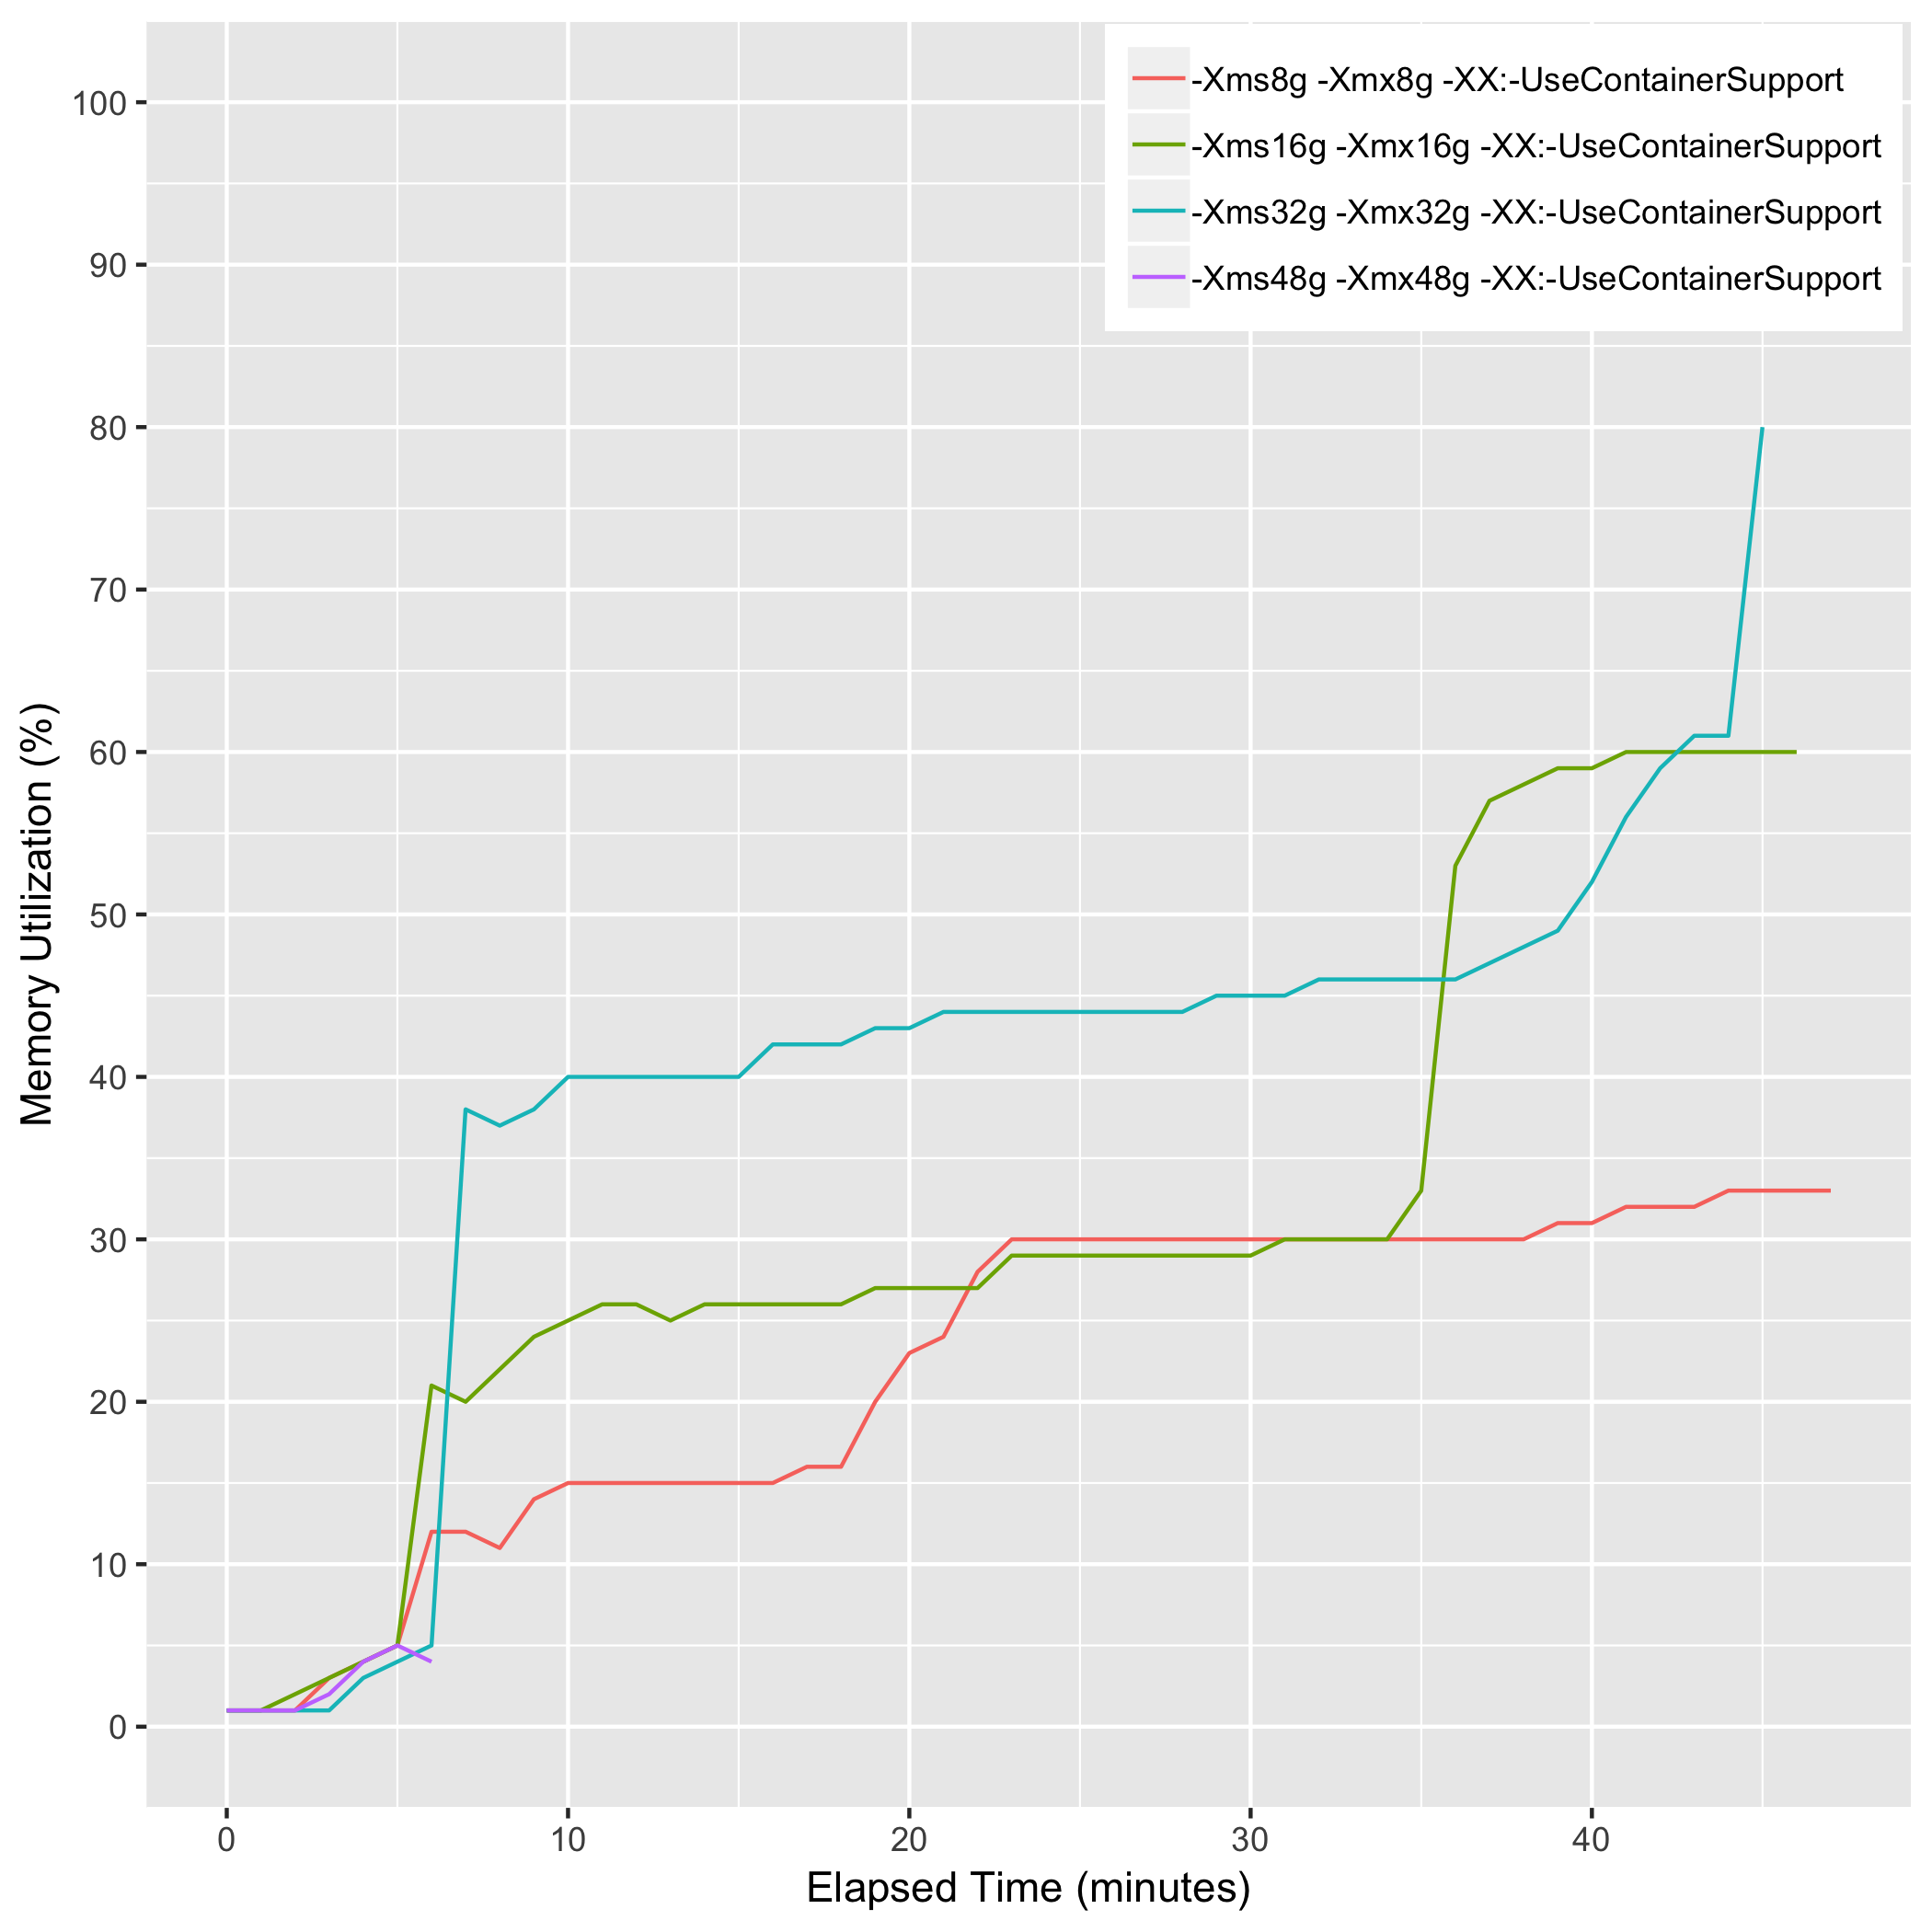 -Xms8g -Xmx8g -XX:-UseContainerSupport
-Xms16g -Xmx16g -XX:-UseContainerSupport
-Xms32g -Xmx32g -XX:-UseContainerSupport
-Xms48g -Xmx48g -XX:-UseContainerSupport
Memory Utilization (%)
100
90
80
70
60
50
40
30
20
10
0
0 10 20 30 40
Elapsed Time (minutes)